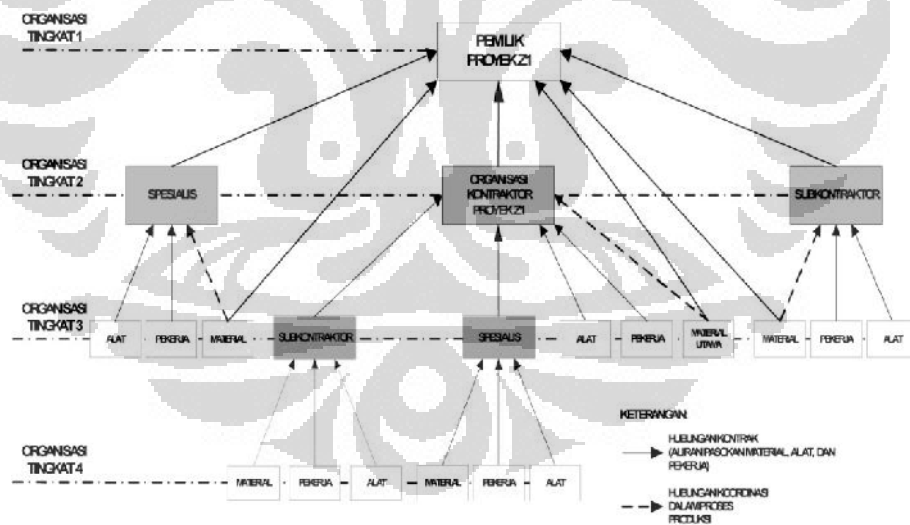 ORGANISASI
TINGKAT 1
PEMLIK
PROYEK Z1
ORGANISASI
TINGKAT 2
SPESIALIS
ORGANISASI
KONTRAKTOR
PROYEK Z1
SUBKONTRAKTOR
ORGANISASI
TINGKAT 3
ALAT
PEKERJA
MATERIAL
SUBKONTRAKTOR
SPESIALIS
ALAT
PEKERJA
MATERIAL
UTAMA
MATERIAL
PEKERJA
ALAT
KETERANGAN:
HUBUNGAN KONTRAK
(ALIRAN PASOKAN MATERIAL, ALAT, DAN
PEKERJA)
ORGANISASI
TINGKAT 4
MATERIAL
PEKERJA
ALAT
MATERIAL
PEKERJA
ALAT
HUBUNGAN KOORDINASI
DALAM PROSES
PRODUKSI